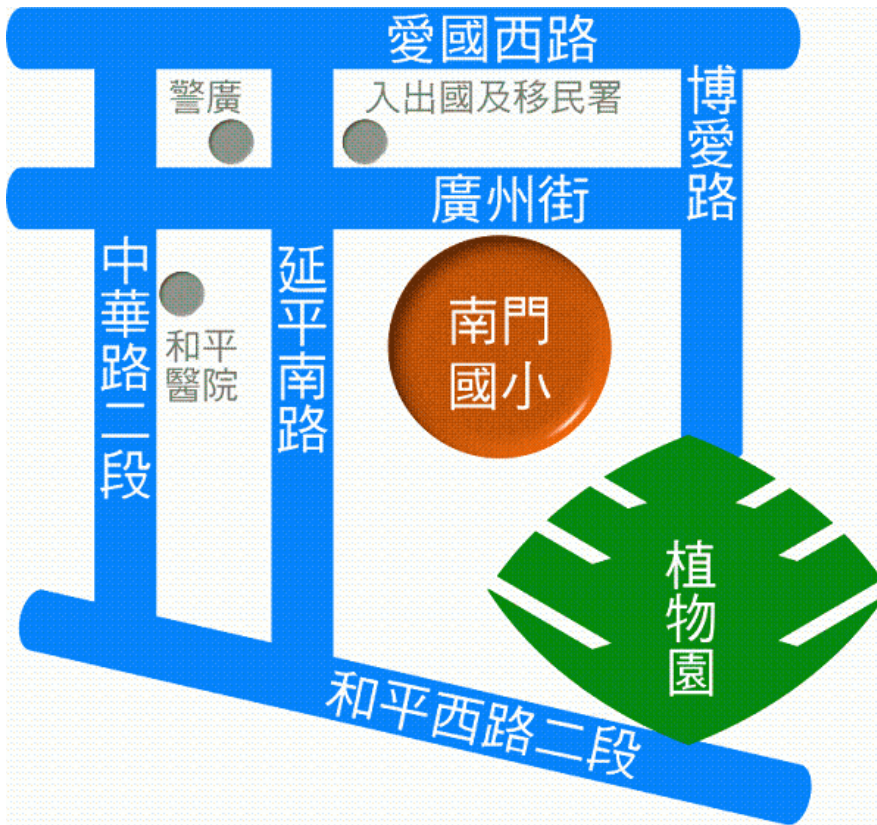 愛國西路
警廣
入出國及移民署
博愛路
廣州街
中華路二段
延平南路
和平
醫院
南門
國小
植物園
和平西路二段